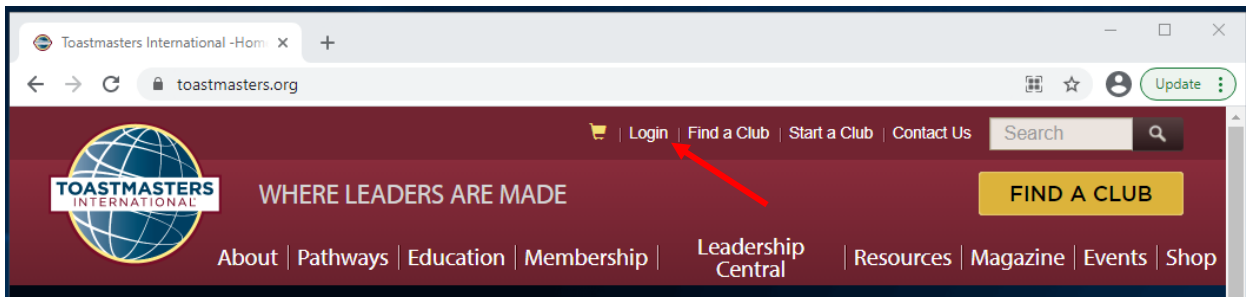 Toastmasters International -Hom
toastmasters.org
Update
Login | Find a Club | Start a Club | Contact Us
Search
TOASTMASTERS
INTERNATIONAL
WHERE LEADERS ARE MADE
FIND A CLUB
About | Pathways | Education | Membership | Leadership Central | Resources | Magazine | Events | Shop